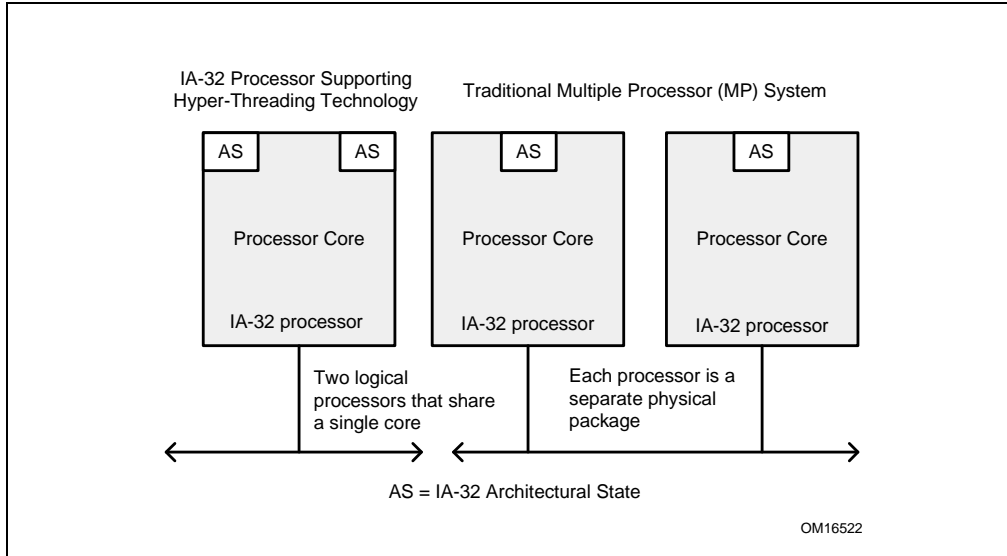 IA-32 Processor Supporting
Hyper-Threading Technology
Traditional Multiple Processor (MP) System
AS
AS
AS
AS
Processor Core
Processor Core
Processor Core
IA-32 processor
IA-32 processor
IA-32 processor
Two logical
processors that share
a single core
Each processor is a
separate physical
package
AS = IA-32 Architectural State
OM16522